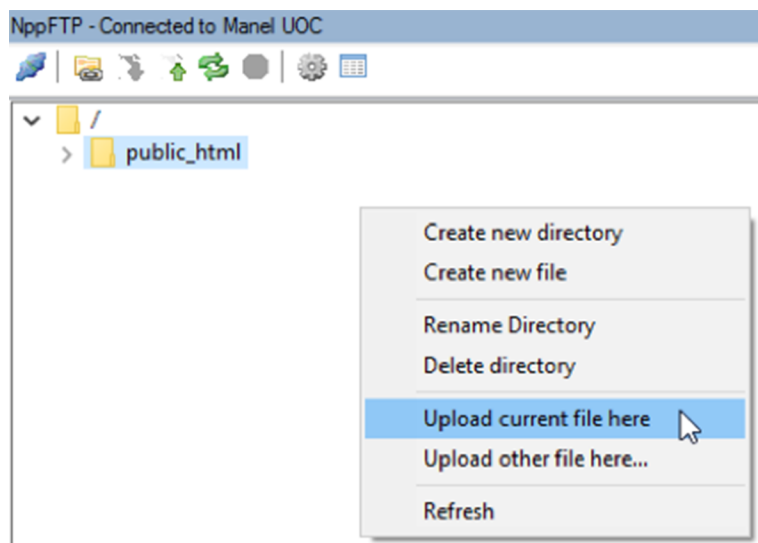 NppFTP - Connected to Manel UOC
/
public_html
Create new directory
Create new file
Rename Directory
Delete directory
Upload current file here
Upload other file here...
Refresh